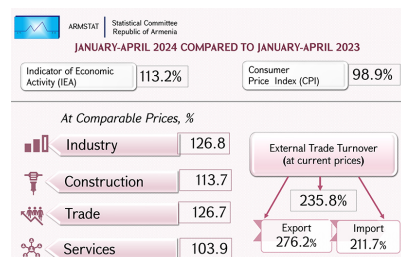 ARMSTAT
Statistical Committee
Republic of Armenia
JANUARY-APRIL 2024 COMPARED TO JANUARY-APRIL 2023
Indicator of Economic
Activity (IEA)
113.2%
Consumer
Price Index (CPI)
98.9%
At Comparable Prices, %
Industry 126.8
Construction 113.7
Trade 126.7
Services 103.9
External Trade Turnover
(at current prices)
235.8%
Export
276.2%
Import
211.7%